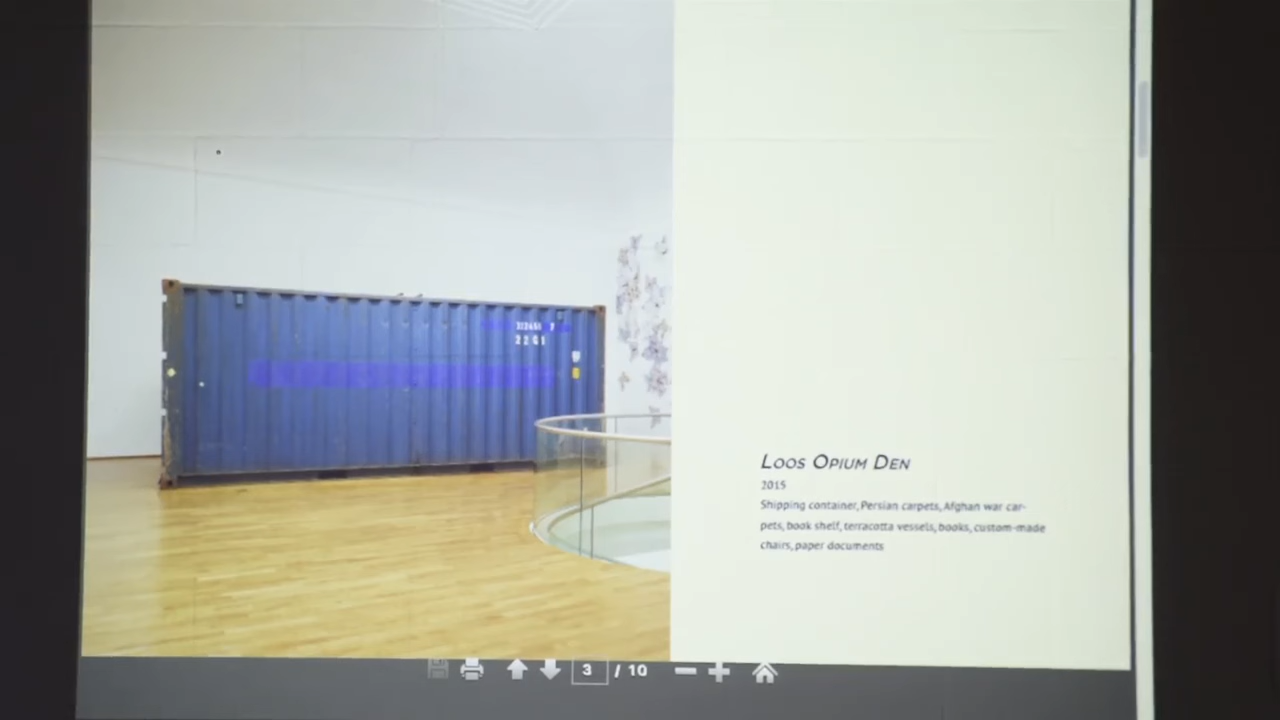 2261
Loos Opium Den
2015
Shipping container, Persian carpets, Afghan war car-
pets, book shelf, terracotta vessels, books, custom-made
chairs, paper documents
3 / 10